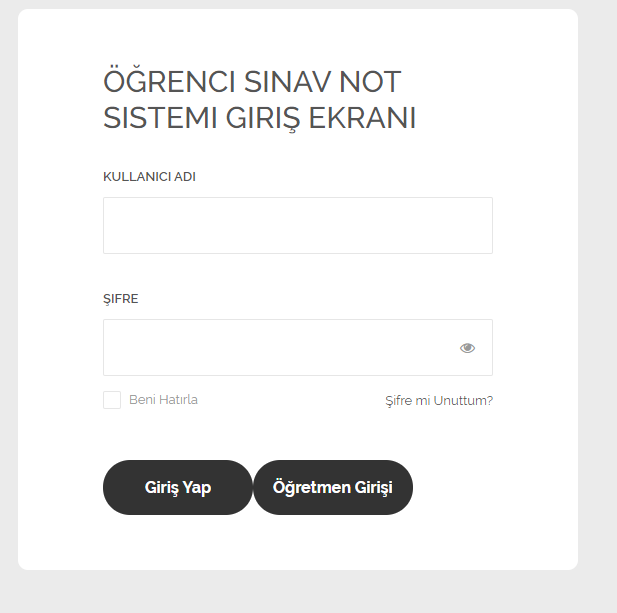 ÖĞRENCI SINAV NOT
SISTEMI GIRIŞ EKRANI
KULLANICI ADI
ŞIFRE
Beni Hatırla
Şifre mi Unuttum?
Giriş Yap
Öğretmen Girişi